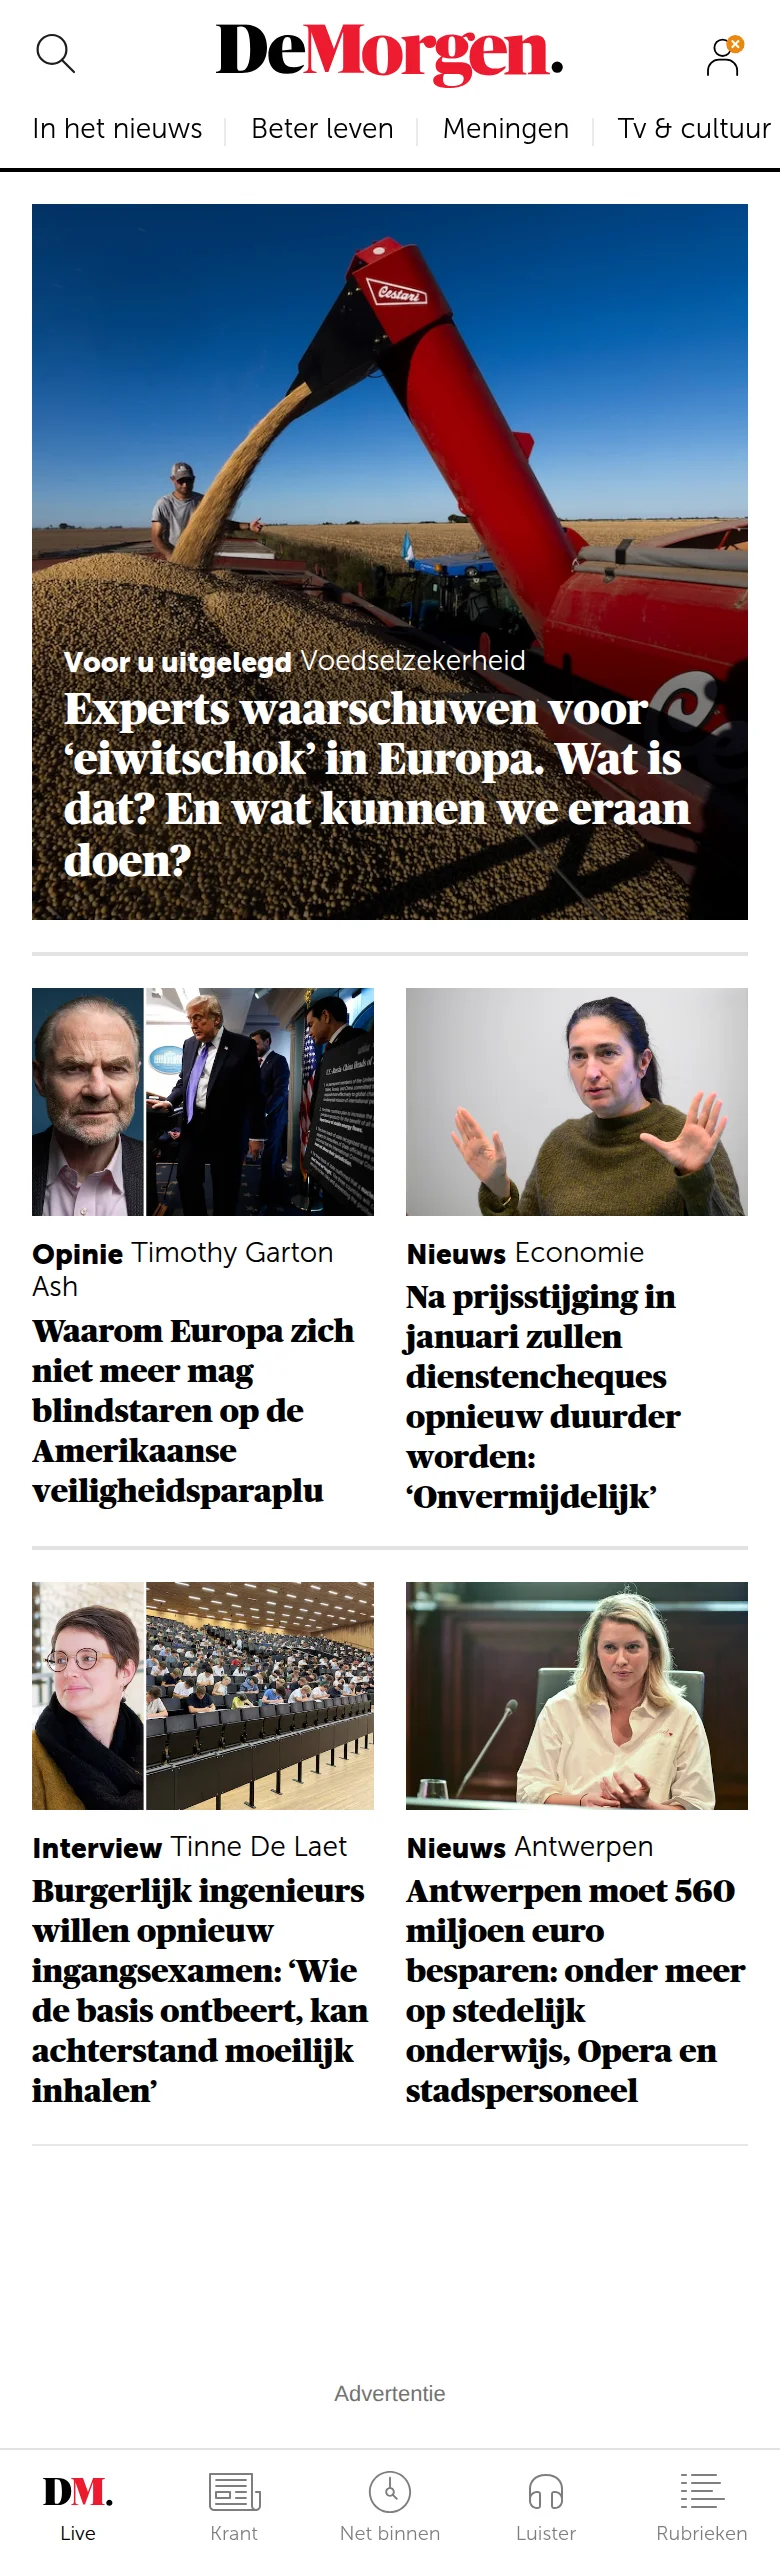 DeMorgen.
In het nieuws
Beter leven
Meningen
Tv & cultuur
Cestari
Voor u uitgelegd Voedselzekerheid
Experts waarschuwen voor
‘eiwitschok’ in Europa. Wat is
dat? En wat kunnen we eraan
doen?
Opinie Timothy Garton
Ash
Waarom Europa zich
niet meer mag
blindstaren op de
Amerikaanse
veiligheidsparaplu
Nieuws Economie
Na prijsstijging in
januari zullen
dienstencheques
opnieuw duurder
worden:
‘Onvermijdelijk’
Interview Tinne De Laet
Burgerlijk ingenieurs
willen opnieuw
ingangsexamen: ‘Wie
de basis ontbeert, kan
achterstand moeilijk
inhalen’
Nieuws Antwerpen
Antwerpen moet 560
miljoen euro
besparen: onder meer
op stedelijk
onderwijs, Opera en
stadspersoneel
Advertentie
DM.
Live
Krant
Net binnen
Luister
Rubrieken